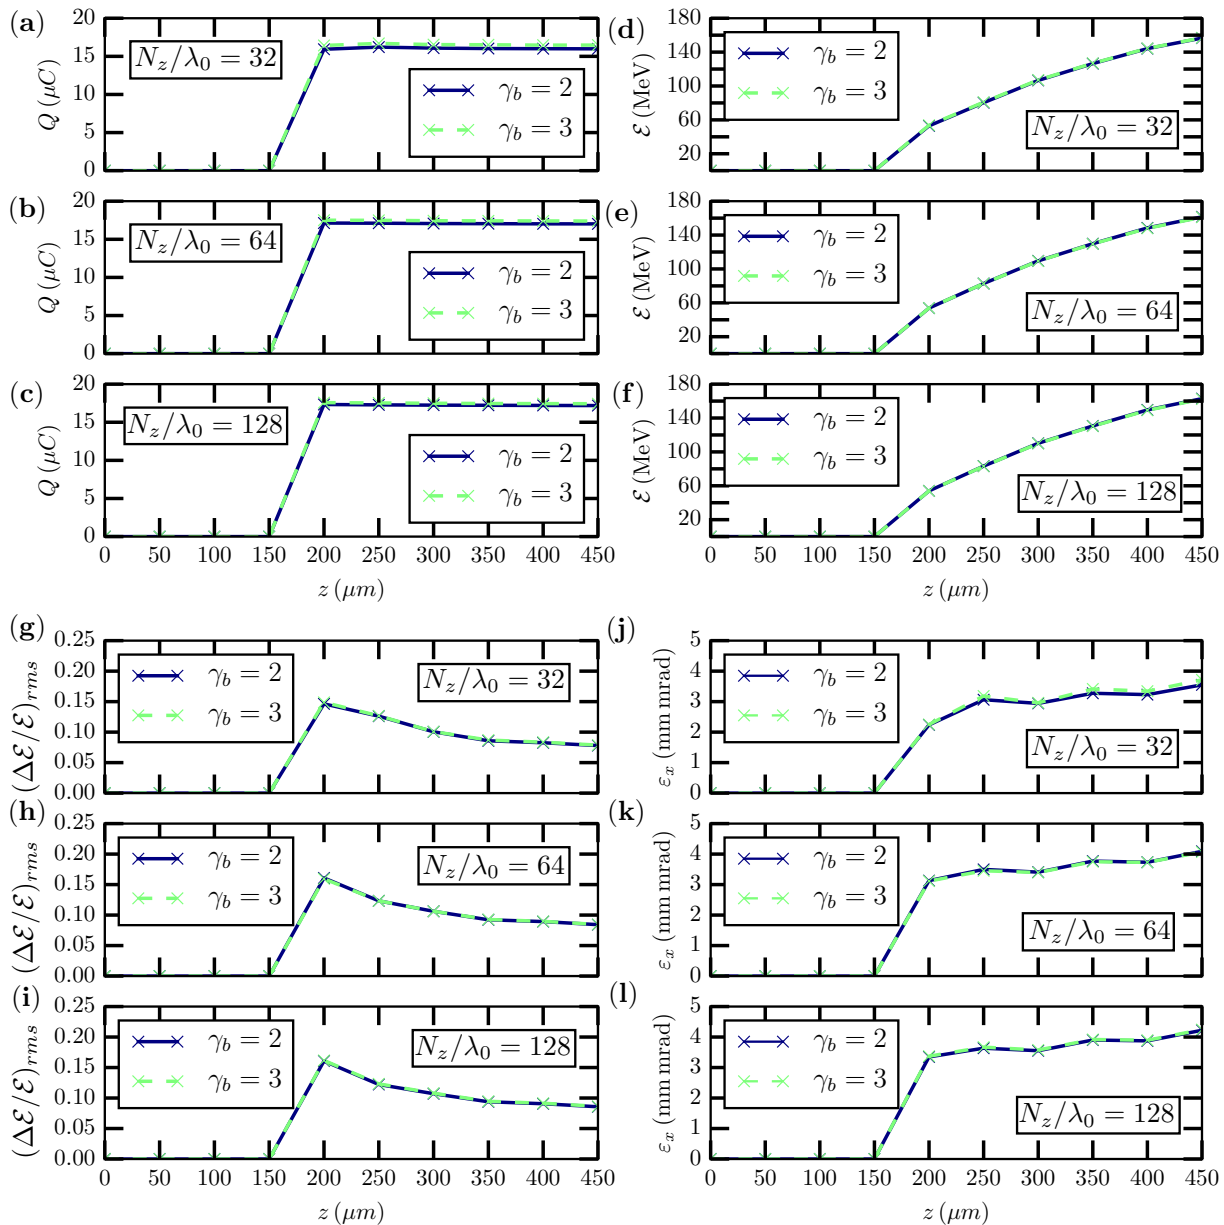 (a)
20
15
10
5
0
Q (μC)
N_z/λ_0 = 32
γ_b = 2
γ_b = 3
(d)
180
140
100
60
20
ℰ (MeV)
γ_b = 2
γ_b = 3
N_z/λ_0 = 32
(b)
20
15
10
5
0
Q (μC)
N_z/λ_0 = 64
γ_b = 2
γ_b = 3
(e)
180
140
100
60
20
ℰ (MeV)
γ_b = 2
γ_b = 3
N_z/λ_0 = 64
(c)
20
15
10
5
0
Q (μC)
N_z/λ_0 = 128
γ_b = 2
γ_b = 3
0 50 100 150 200 250 300 350 400 450
z (μm)
(f)
180
140
100
60
20
ℰ (MeV)
γ_b = 2
γ_b = 3
N_z/λ_0 = 128
0 50 100 150 200 250 300 350 400 450
z (μm)
(g)
0.25
0.20
0.15
0.10
0.05
0.00
(Δℰ/ℰ)_rms
γ_b = 2
γ_b = 3
N_z/λ_0 = 32
(j)
5
4
3
2
1
0
ε_x (mm mrad)
γ_b = 2
γ_b = 3
N_z/λ_0 = 32
(h)
0.25
0.20
0.15
0.10
0.05
0.00
(Δℰ/ℰ)_rms
γ_b = 2
γ_b = 3
N_z/λ_0 = 64
(k)
5
4
3
2
1
0
ε_x (mm mrad)
γ_b = 2
γ_b = 3
N_z/λ_0 = 64
(i)
0.25
0.20
0.15
0.10
0.05
0.00
(Δℰ/ℰ)_rms
γ_b = 2
γ_b = 3
N_z/λ_0 = 128
0 50 100 150 200 250 300 350 400 450
z (μm)
(l)
5
4
3
2
1
0
ε_x (mm mrad)
γ_b = 2
γ_b = 3
N_z/λ_0 = 128
0 50 100 150 200 250 300 350 400 450
z (μm)